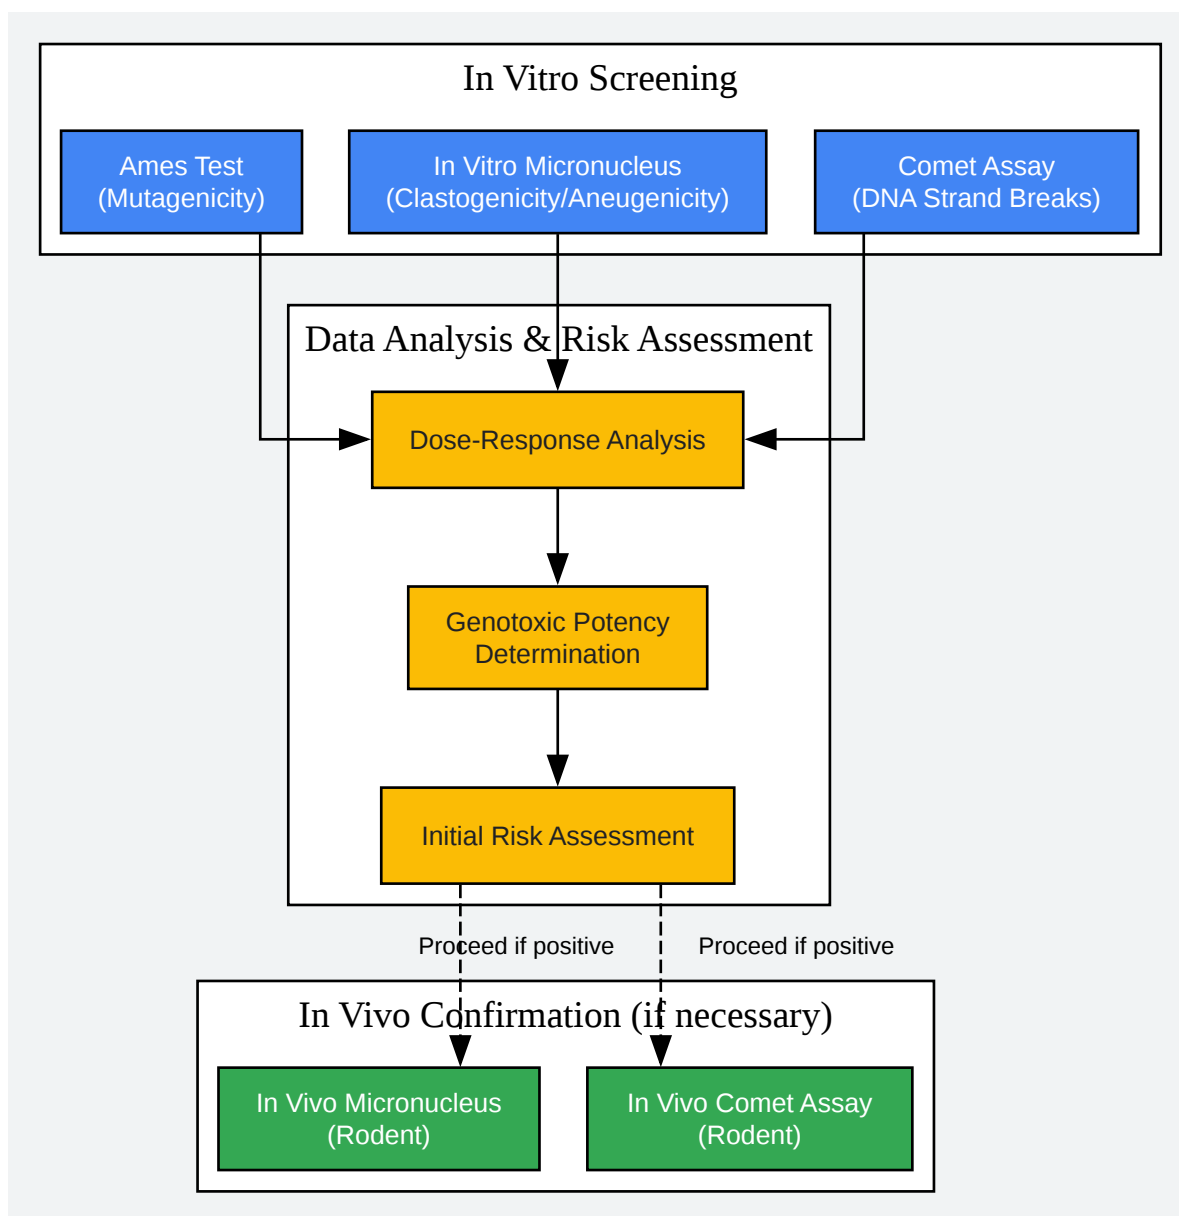 In Vitro Screening
Ames Test
(Mutagenicity)
In Vitro Micronucleus
(Clastogenicity/Aneugenicity)
Comet Assay
(DNA Strand Breaks)
Data Analysis & Risk Assessment
Dose-Response Analysis
Genotoxic Potency
Determination
Initial Risk Assessment
Proceed if positive
Proceed if positive
In Vivo Confirmation (if necessary)
In Vivo Micronucleus
(Rodent)
In Vivo Comet Assay
(Rodent)